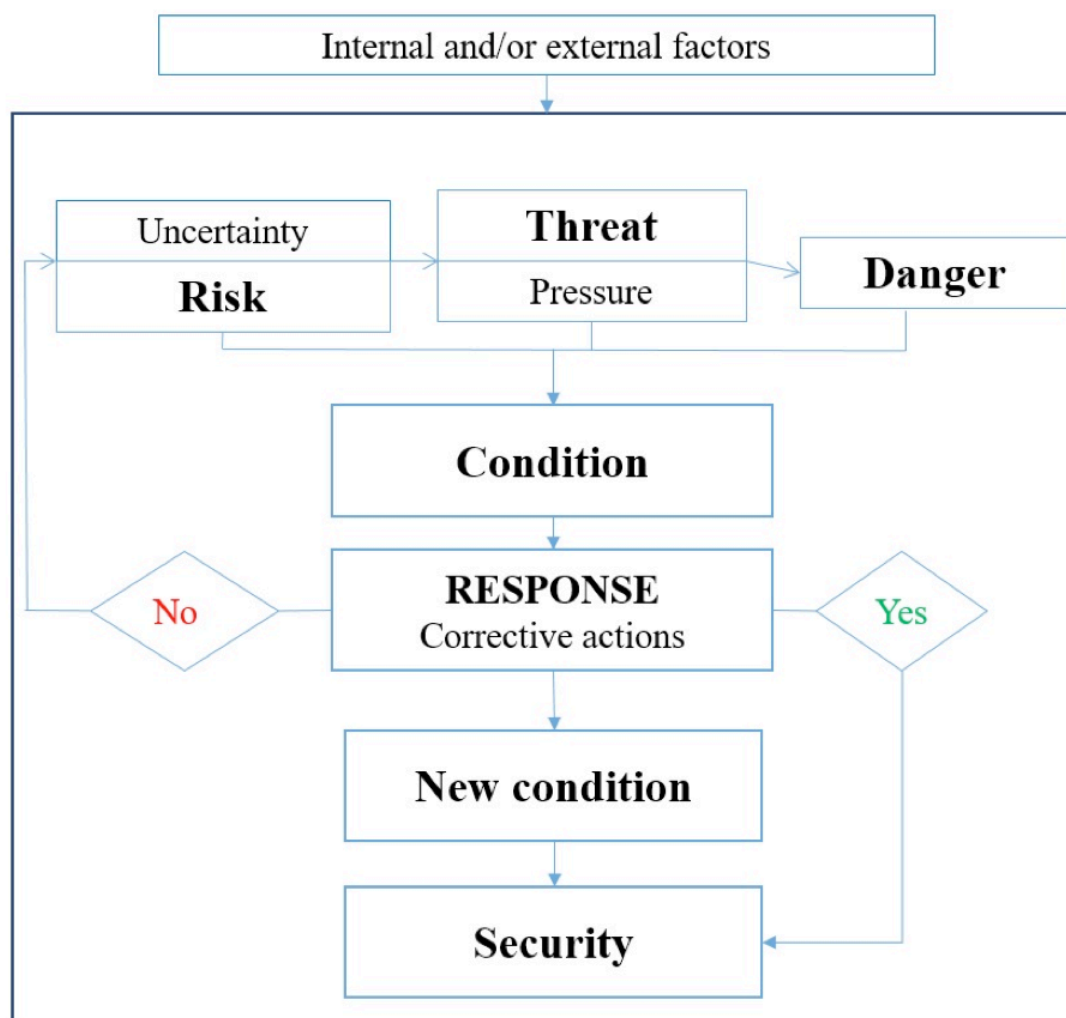 Internal and/or external factors
Uncertainty
Risk
Threat
Pressure
Danger
Condition
No
RESPONSE
Corrective actions
Yes
New condition
Security